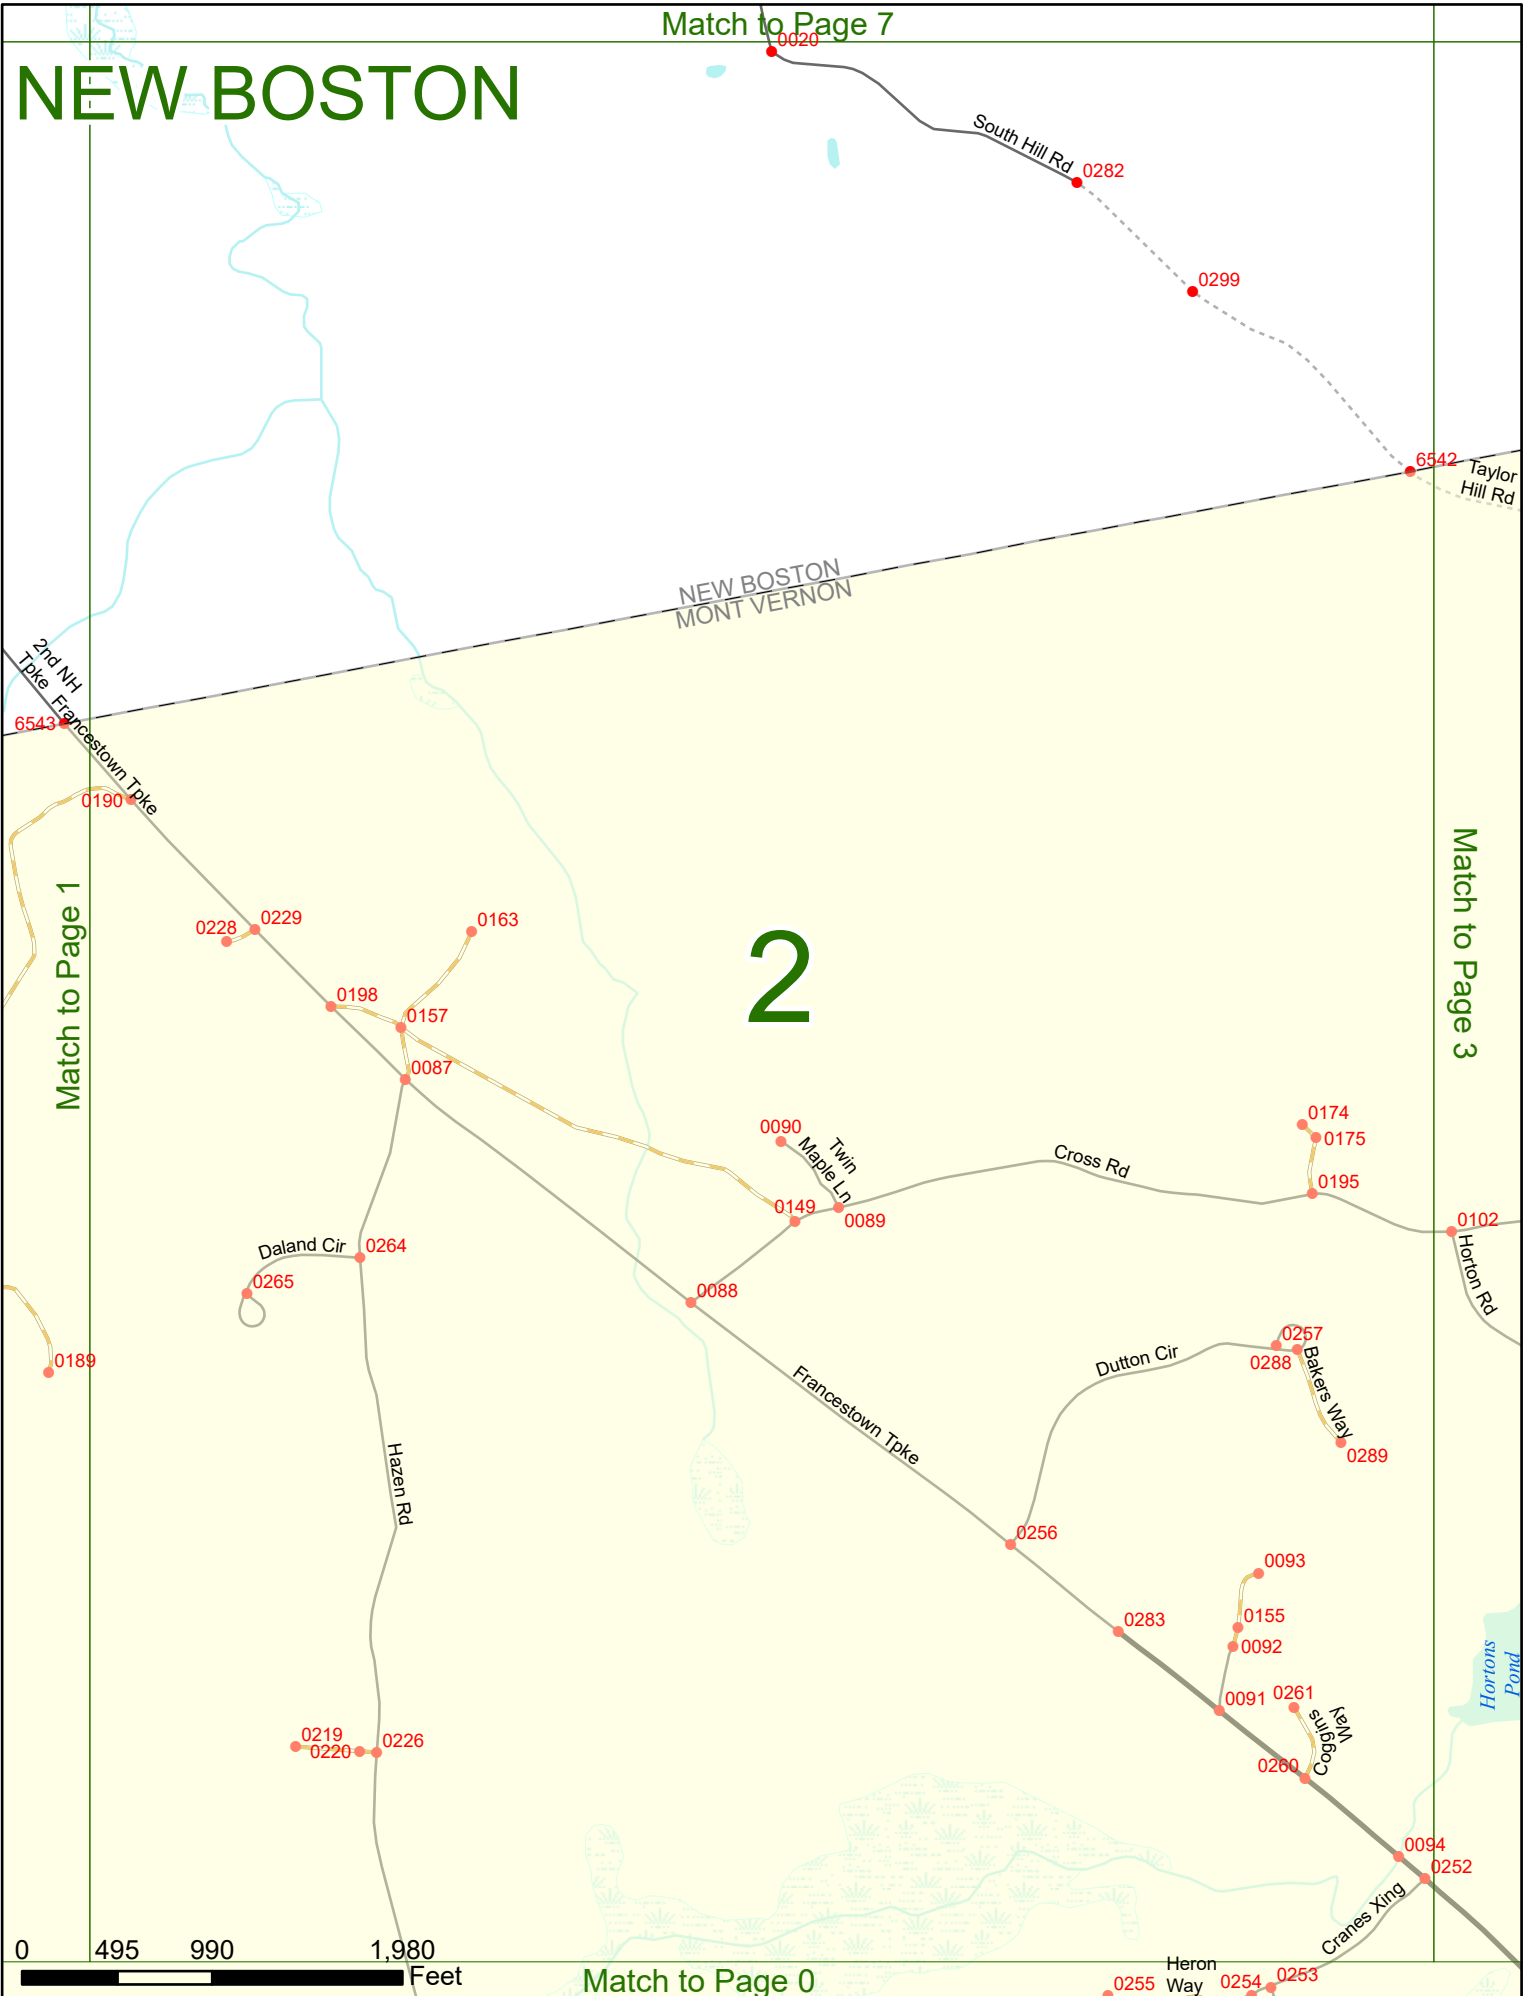 Match to Page 7
0020
NEW BOSTON
South Hill Rd
0282
0299
6542
Taylor
Hill Rd
NEW BOSTON
MONT VERNON
2nd NH
Tpke
6543
Francestown Tpke
0190
Match to Page 1
Match to Page 3
0228
0229
0163
2
0198
0157
0087
0174
0175
0090
Twin
Maple Ln
Cross Rd
0195
0149
0089
0102
Horton Rd
Daland Cir
0264
0265
0088
0257
0288
Dutton Cir
Bakers Way
0189
Francestown Tpke
0289
Hazen Rd
0256
0093
0283
0155
0092
Hortons
Pond
0091
0261
Coggins
Way
0219
0220
0226
0260
0094
0252
Cranes Xing
0 495 990 1,980
Feet
Match to Page 0
Heron
Way
0255
0254
0253